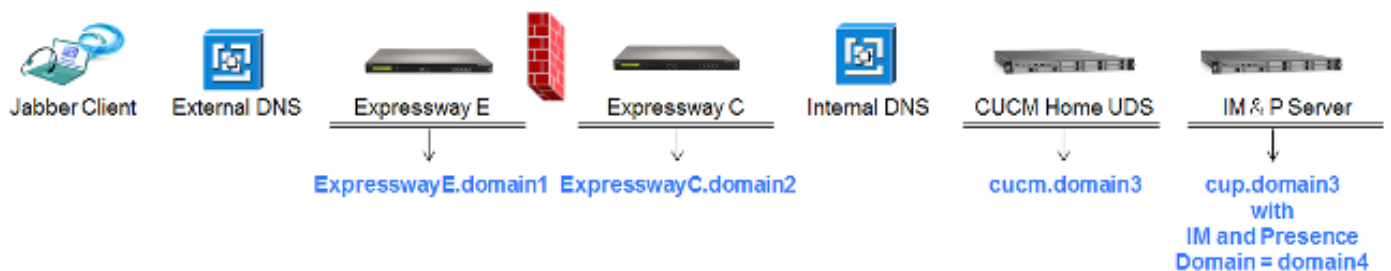 Jabber Client
External DNS
Expressway E
Expressway C
Internal DNS
CUCM Home UDS
IM & P Server
ExpresswayE.domain1
ExpresswayC.domain2
cucm.domain3
cup.domain3
with
IM and Presence
Domain = domain4